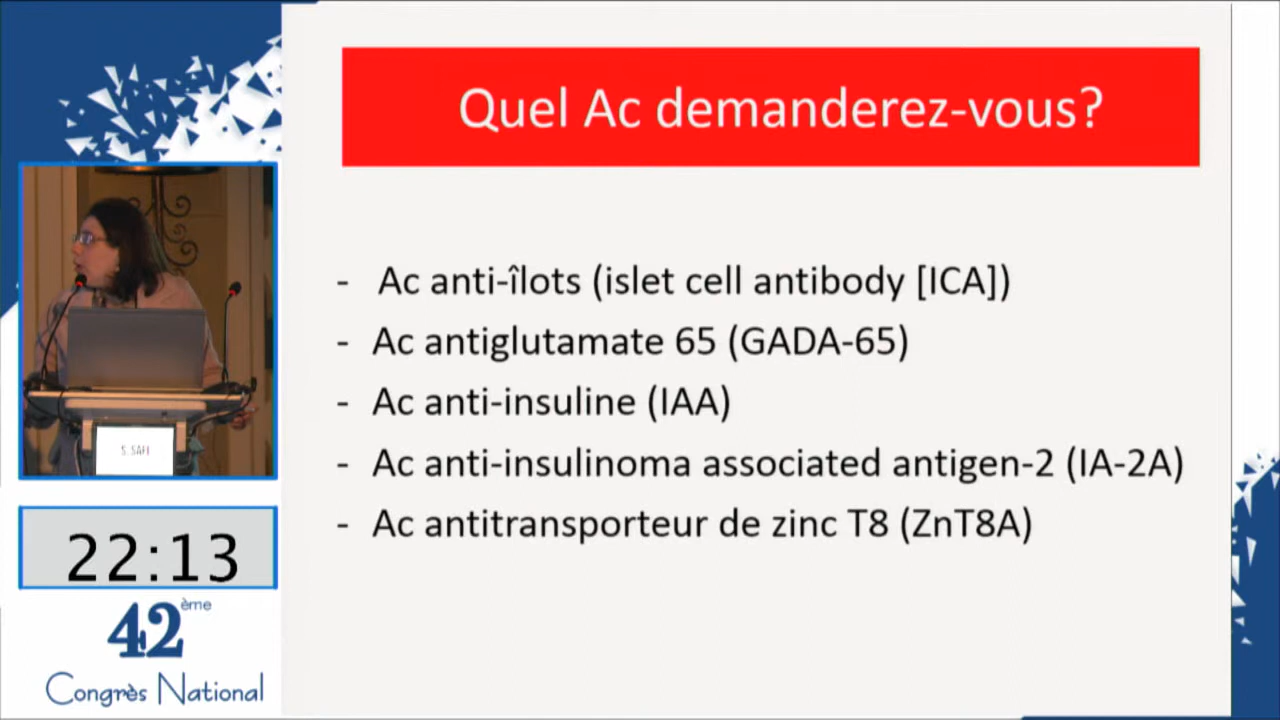 Quel Ac demanderez-vous?
- Ac anti-îlots (islet cell antibody [ICA])
- Ac antiglutamate 65 (GADA-65)
- Ac anti-insuline (IAA)
- Ac anti-insulinoma associated antigen-2 (IA-2A)
- Ac antitransporteur de zinc T8 (ZnT8A)
S. SAFI
22:13
42ème
Congrès National